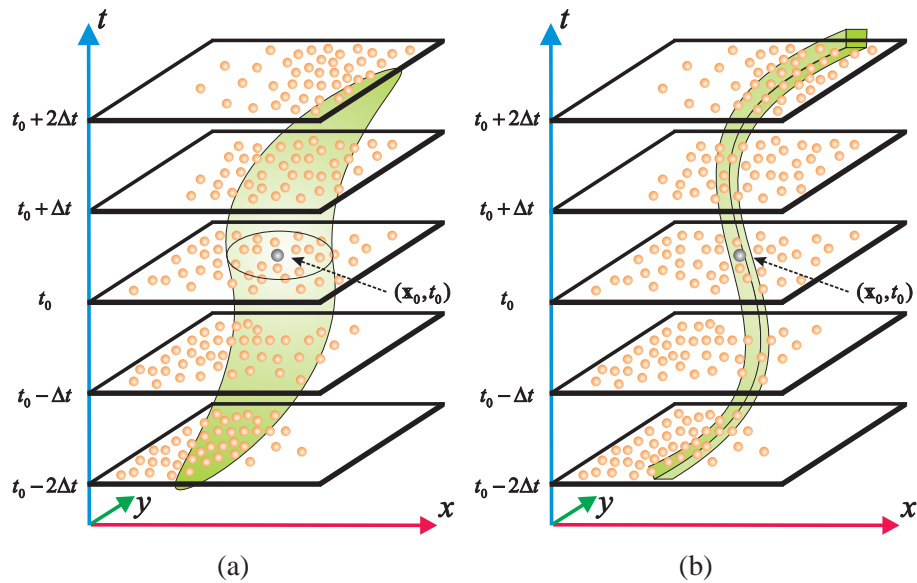 t
t₀ + 2Δt
t₀ + Δt
t₀
t₀ − Δt
t₀ − 2Δt
(𝐱₀, t₀)
y
x
(a)
t
t₀ + 2Δt
t₀ + Δt
t₀
t₀ − Δt
t₀ − 2Δt
(𝐱₀, t₀)
y
x
(b)